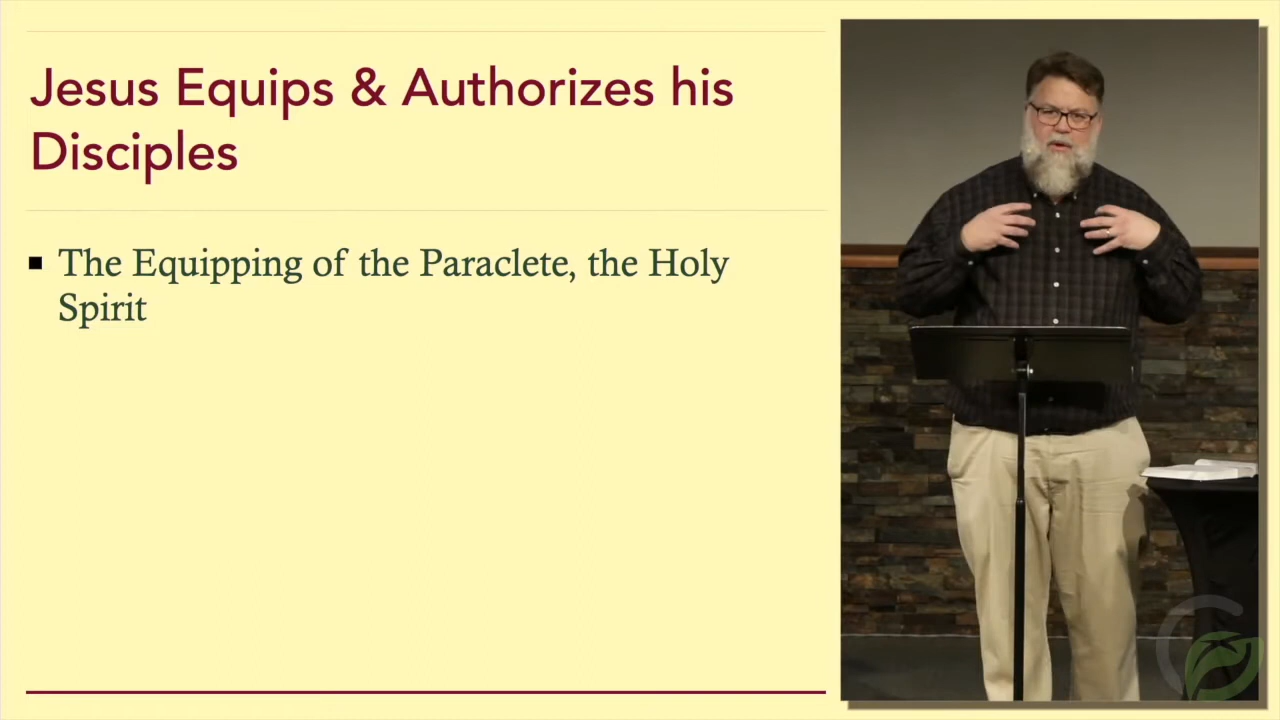 Jesus Equips & Authorizes his
Disciples
▪ The Equipping of the Paraclete, the Holy
Spirit